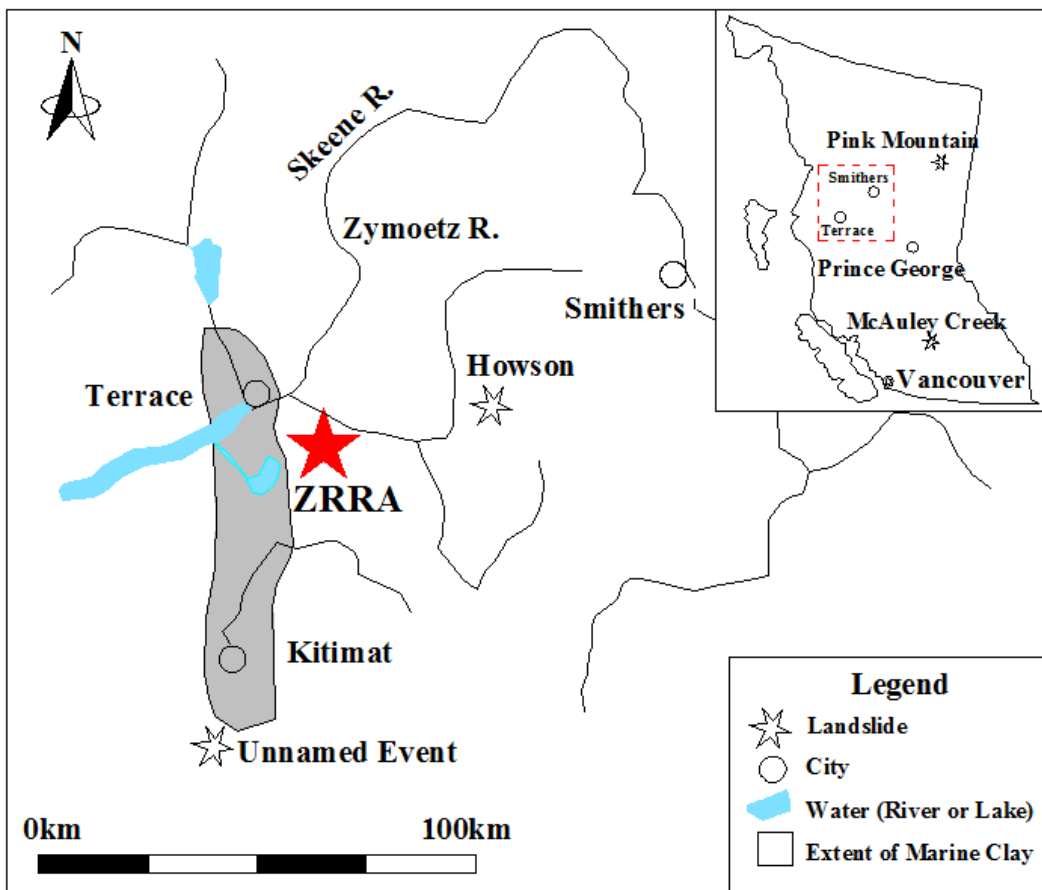 N
Skeene R.
Zymoetz R.
Smithers
Howson
Terrace
ZRRA
Kitimat
Unnamed Event
0km 100km
Pink Mountain
Smithers
Terrace
Prince George
McAuley Creek
Vancouver
Legend
Landslide
City
Water (River or Lake)
Extent of Marine Clay